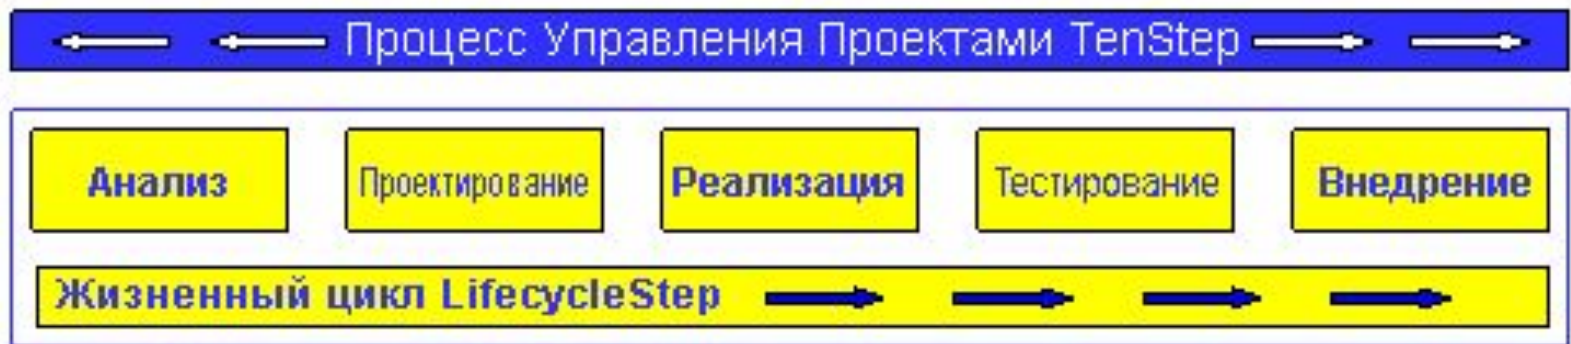 Процесс Управления Проектами TenStep
Анализ
Проектирование
Реализация
Тестирование
Внедрение
Жизненный цикл LifecycleStep